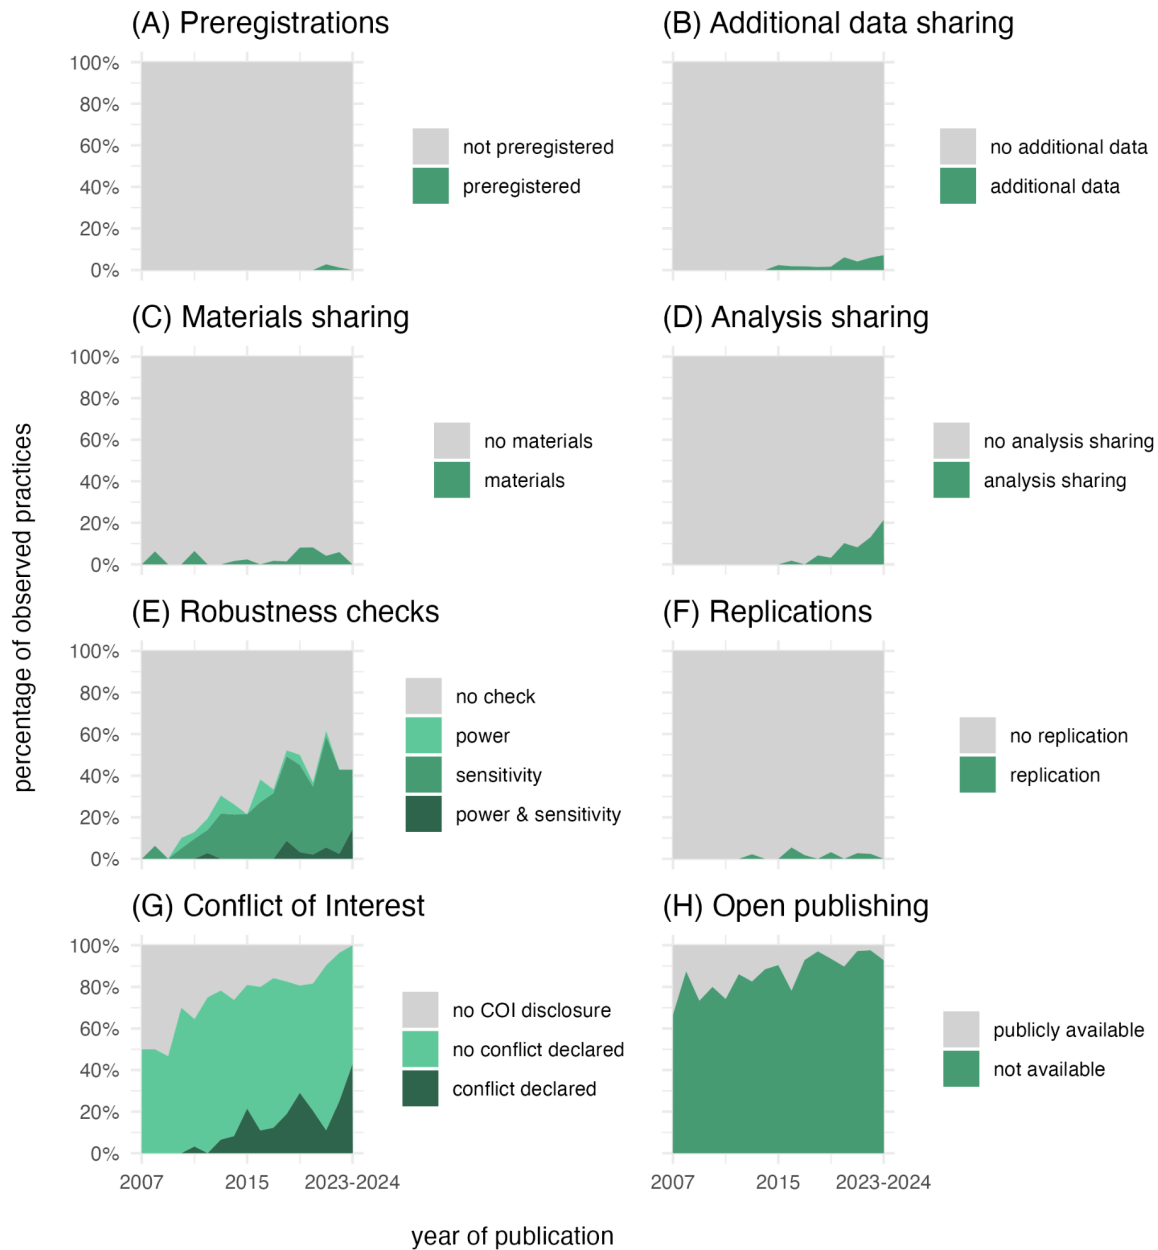 (A) Preregistrations
100%
80%
60%
40%
20%
0%
not preregistered
preregistered
(B) Additional data sharing
no additional data
additional data
(C) Materials sharing
100%
80%
60%
40%
20%
0%
no materials
materials
(D) Analysis sharing
no analysis sharing
analysis sharing
percentage of observed practices
(E) Robustness checks
100%
80%
60%
40%
20%
0%
no check
power
sensitivity
power & sensitivity
(F) Replications
no replication
replication
(G) Conflict of Interest
100%
80%
60%
40%
20%
0%
2007
2015
2023-2024
no COI disclosure
no conflict declared
conflict declared
(H) Open publishing
2007
2015
2023-2024
publicly available
not available
year of publication